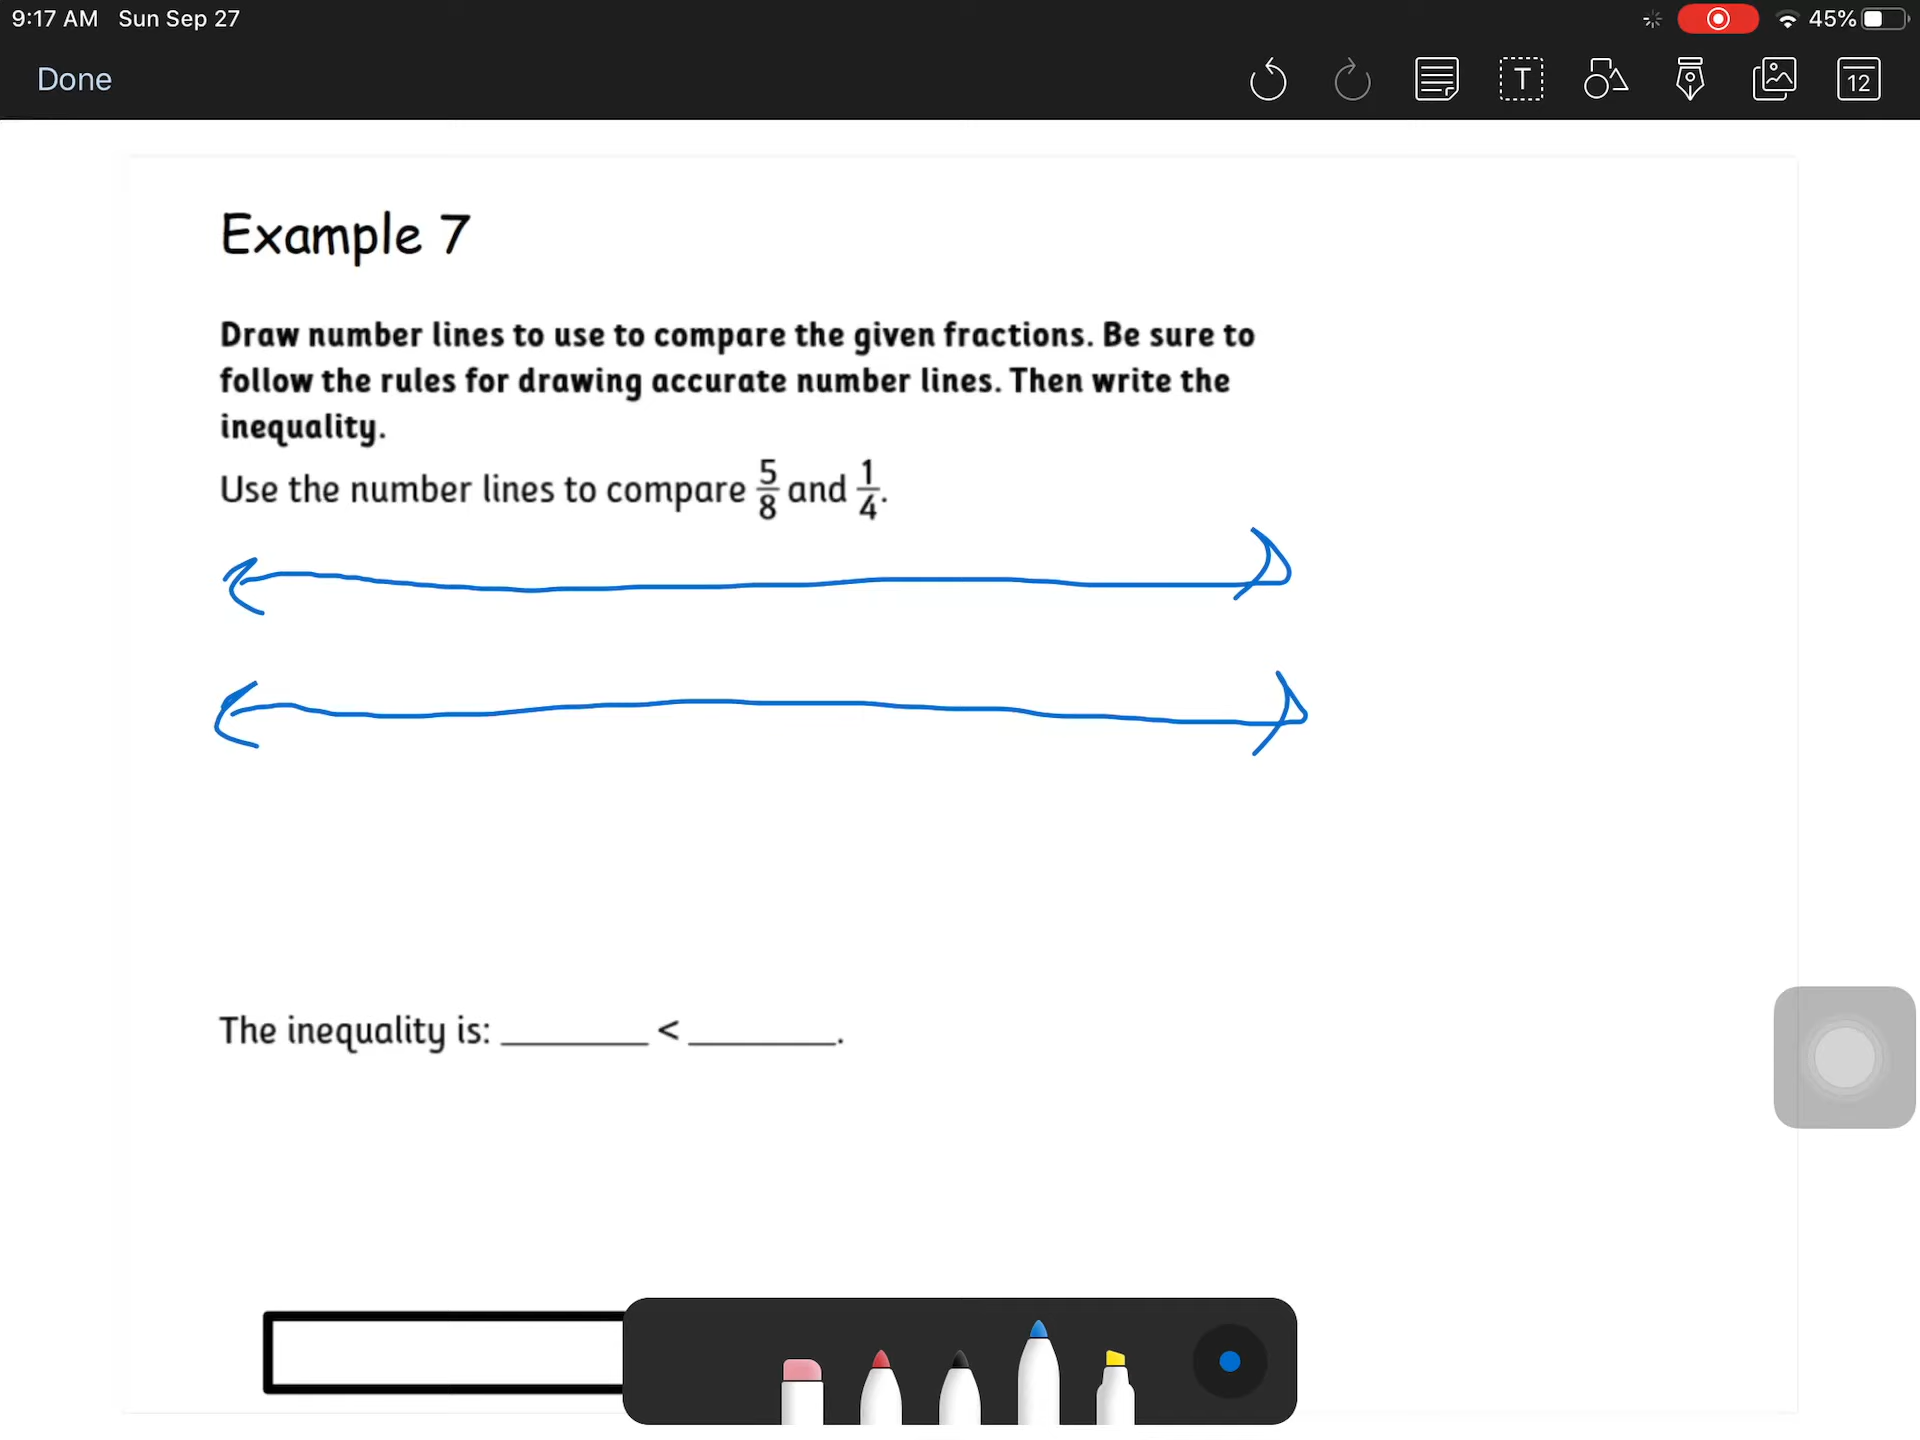 9:17 AM Sun Sep 27
45%
Done
T
12
Example 7
Draw number lines to use to compare the given fractions. Be sure to
follow the rules for drawing accurate number lines. Then write the
inequality.
Use the number lines to compare 5/8 and 1/4.
The inequality is: ________ < ________.